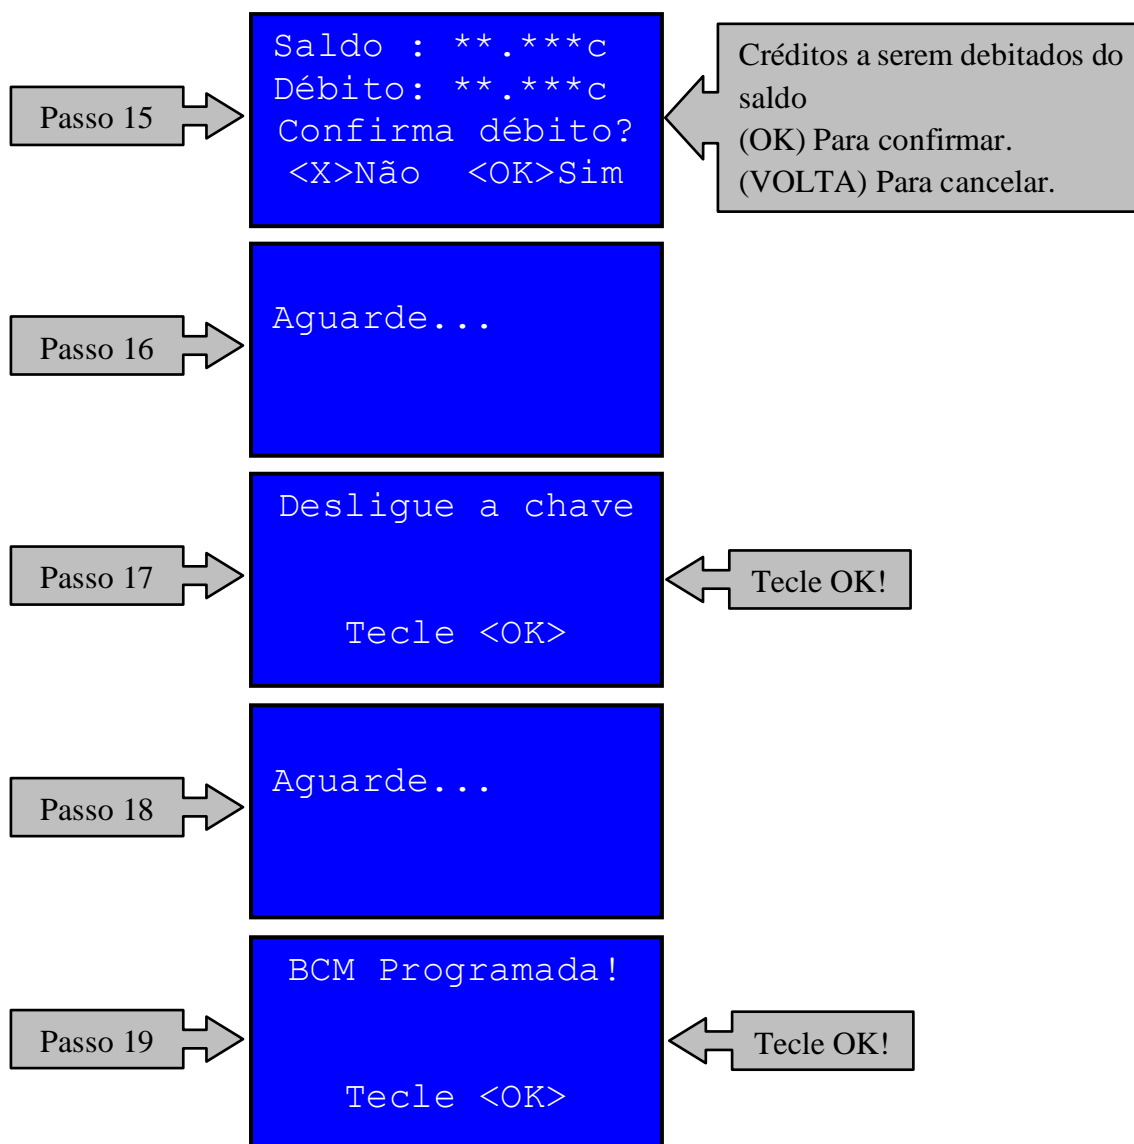 Passo 15
Saldo : **.***c
Débito: **.***c
Confirma débito?
<X>Não <OK>Sim
Créditos a serem debitados do
saldo
(OK) Para confirmar.
(VOLTA) Para cancelar.
Passo 16
Aguarde...
Passo 17
Desligue a chave
Tecle <OK>
Tecle OK!
Passo 18
Aguarde...
Passo 19
BCM Programada!
Tecle <OK>
Tecle OK!